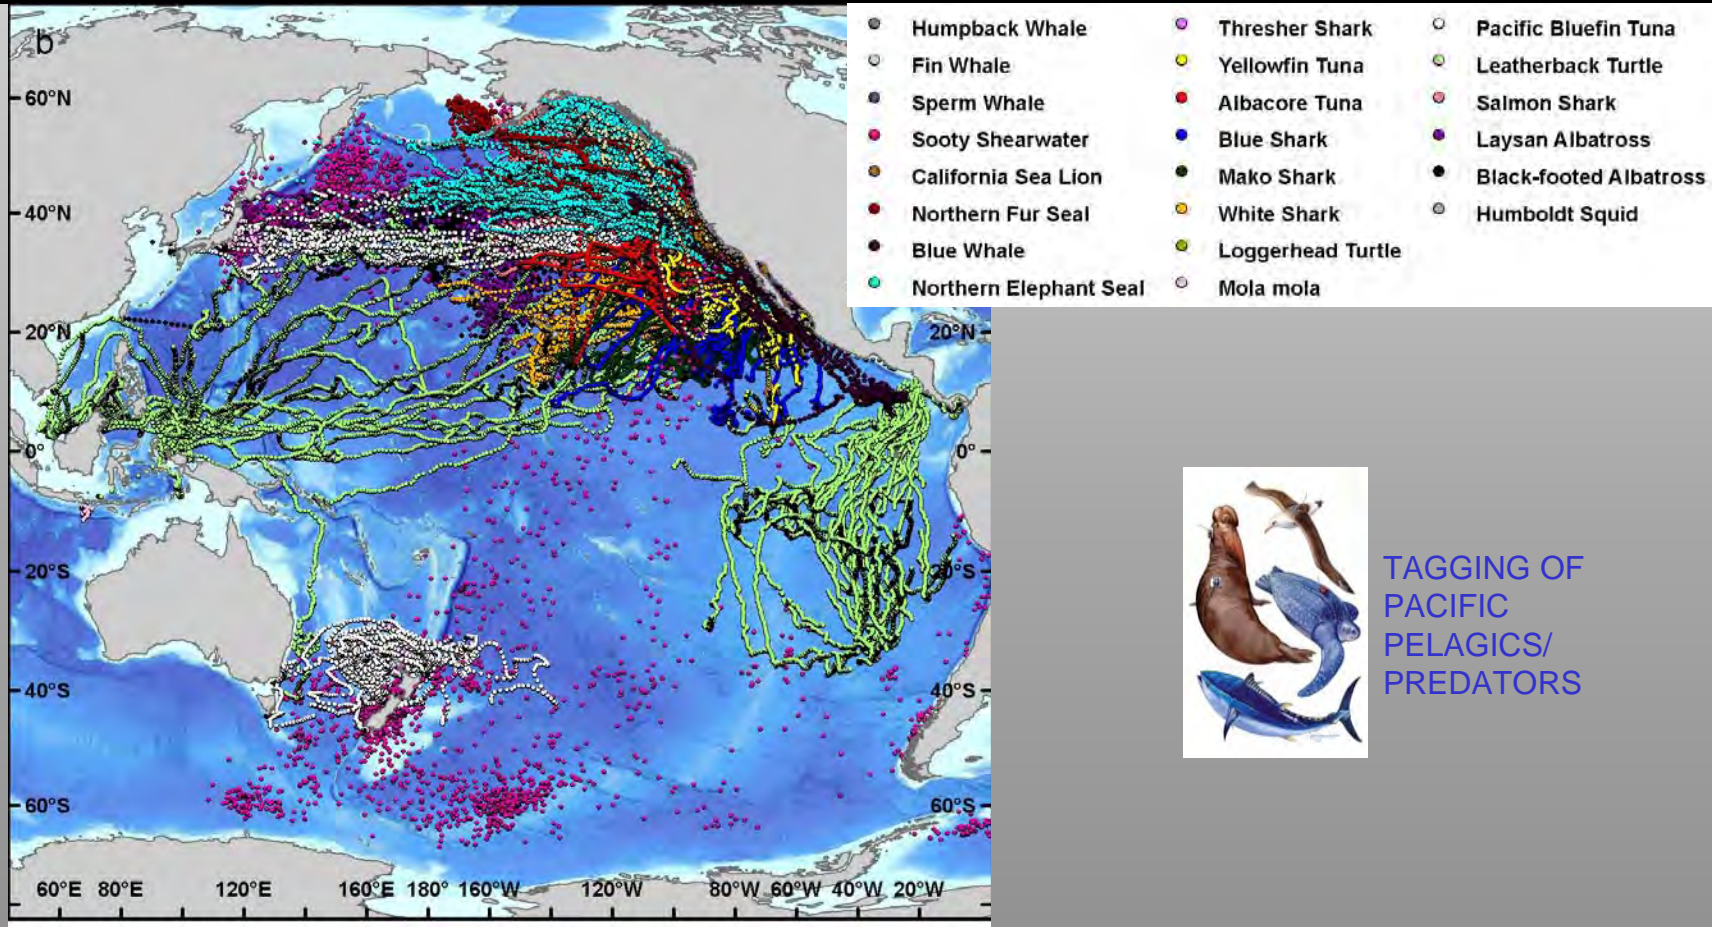 b
60°N
40°N
20°N
0°
20°S
40°S
60°S
20°N
0°
20°S
40°S
60°S
60°E 80°E 120°E 160°E 180° 160°W 120°W 80°W 60°W 40°W 20°W
Humpback Whale
Fin Whale
Sperm Whale
Sooty Shearwater
California Sea Lion
Northern Fur Seal
Blue Whale
Northern Elephant Seal
Thresher Shark
Yellowfin Tuna
Albacore Tuna
Blue Shark
Mako Shark
White Shark
Loggerhead Turtle
Mola mola
Pacific Bluefin Tuna
Leatherback Turtle
Salmon Shark
Laysan Albatross
Black-footed Albatross
Humboldt Squid
TAGGING OF
PACIFIC
PELAGICS/
PREDATORS